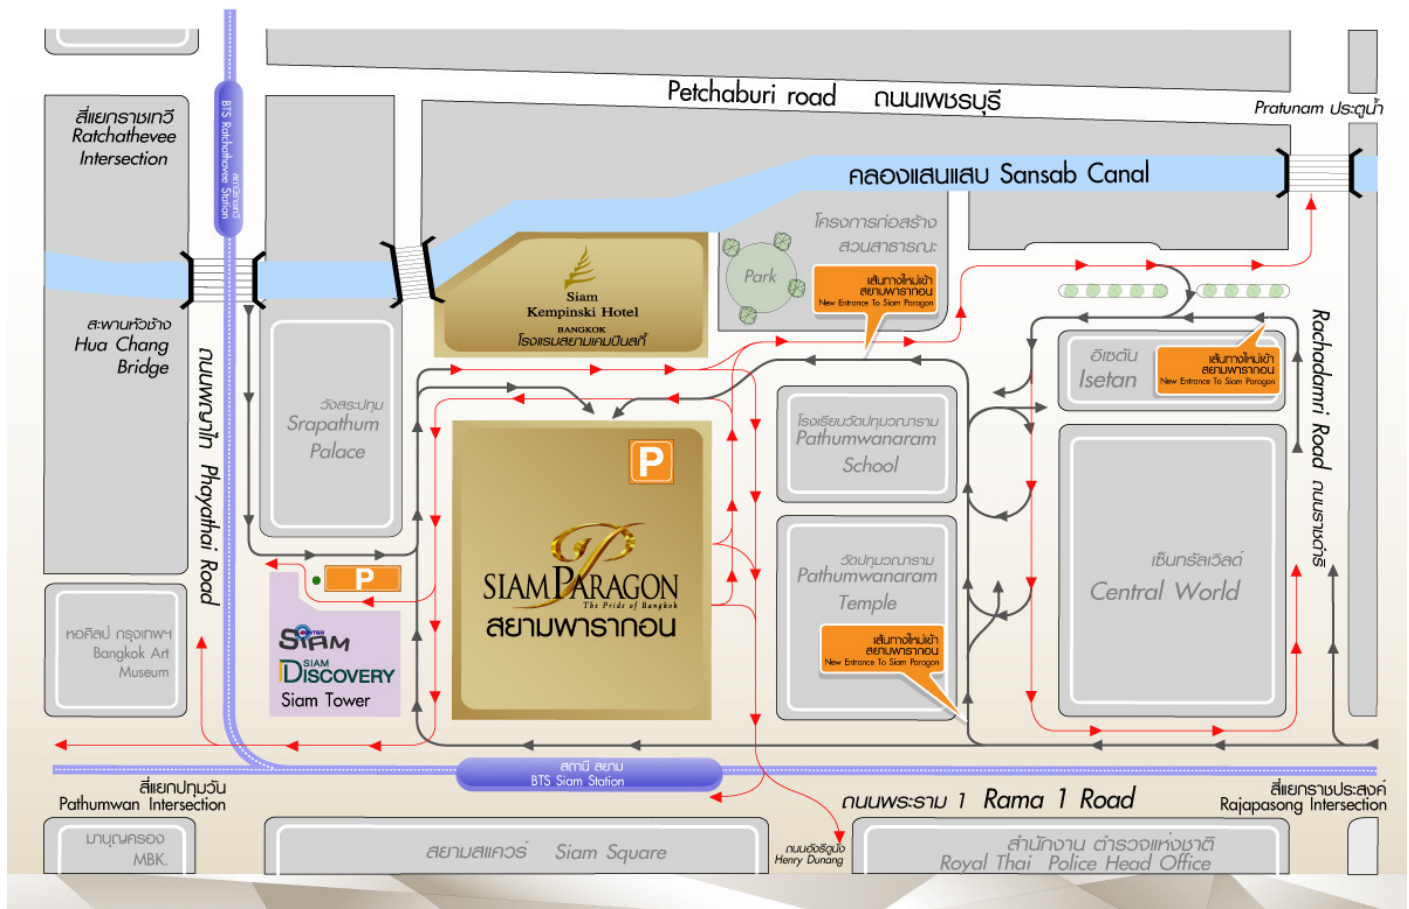 Petchaburi road ถนนเพชรบุรี
Pratunam ประตูน้ำ
สี่แยกราชเทวี
Ratchathevee
Intersection
BTS Ratchathevee Station
สถานีราชเทวี
คลองแสนแสบ Sansab Canal
โครงการก่อสร้าง
สวนสาธารณะ
Park
เส้นทางใหม่เข้า
สยามพารากอน
New Entrance To Siam Paragon
Siam
Kempinski Hotel
BANGKOK
โรงแรมสยามเคมปินสกี้
สะพานหัวช้าง
Hua Chang
Bridge
ถนนพญาไท Phayathai Road
วังสระปทุม
Srapathum
Palace
อิเซตัน
Isetan
เส้นทางใหม่เข้า
สยามพารากอน
New Entrance To Siam Paragon
Rachadamri Road ถนนราชดำริ
โรงเรียนวัดปทุมวณาราม
Pathumwanaram
School
P
SIAM PARAGON
The Pride of Bangkok
สยามพารากอน
P
วัดปทุมวณาราม
Pathumwanaram
Temple
เซ็นทรัลเวิลด์
Central World
หอศิลป์ กรุงเทพฯ
Bangkok Art
Museum
SIAM
CENTER
SIAM
DISCOVERY
Siam Tower
เส้นทางใหม่เข้า
สยามพารากอน
New Entrance To Siam Paragon
สถานี สยาม
BTS Siam Station
สี่แยกปทุมวัน
Pathumwan Intersection
ถนนพระราม 1 Rama 1 Road
สี่แยกราชประสงค์
Rajapasong Intersection
มาบุญครอง
MBK.
สยามสแควร์ Siam Square
ถนนอังรีดูนัง
Henry Dunang
สำนักงาน ตำรวจแห่งชาติ
Royal Thai Police Head Office